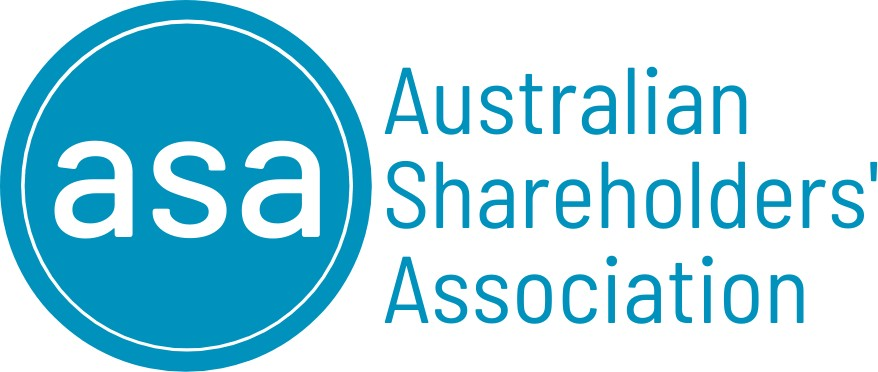 asa
Australian
Shareholders'
Association